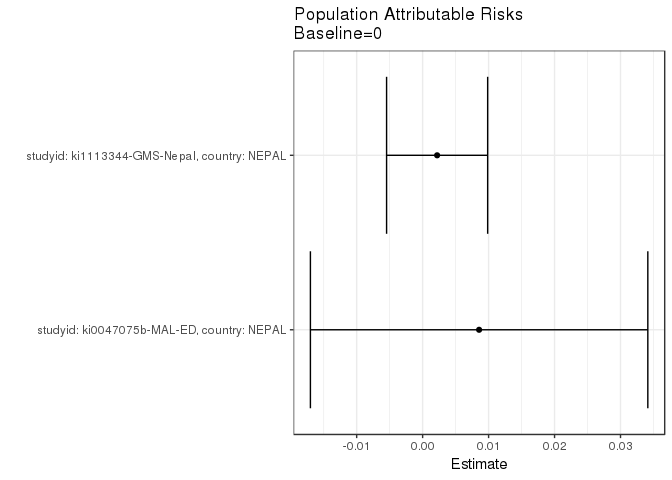 Population Attributable Risks
Baseline=0
studyid: ki1113344-GMS-Nepal, country: NEPAL
studyid: ki0047075b-MAL-ED, country: NEPAL
-0.01 0.00 0.01 0.02 0.03
Estimate